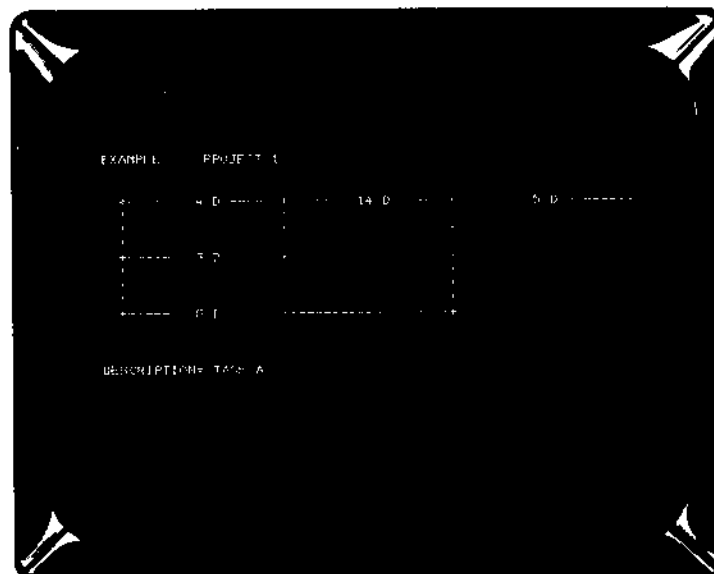 EXAMPLE PROJECT 1
4 D 14 D 5 D
3 D
D
DESCRIPTION= TASK A